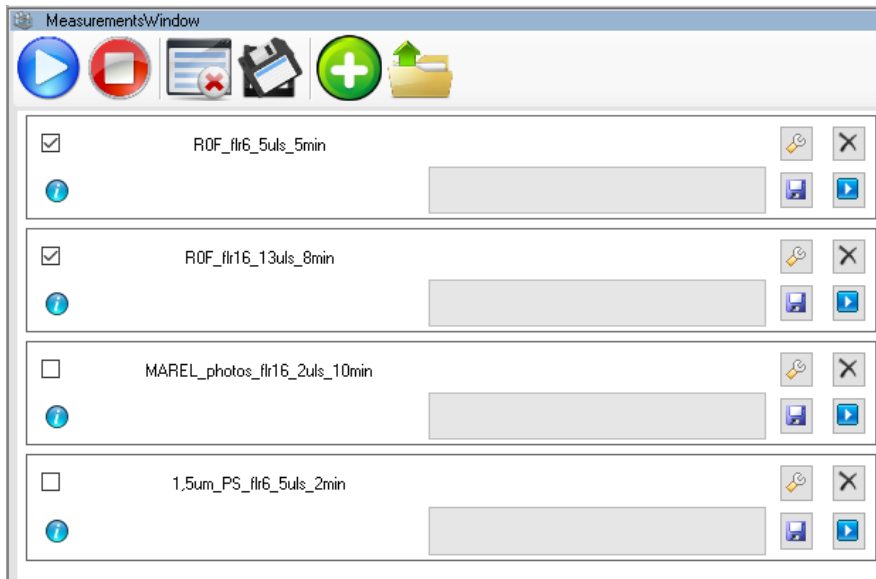 MeasurementsWindow
R0F_flr6_5uls_5min
R0F_flr16_13uls_8min
MAREL_photos_flr16_2uls_10min
1,5um_PS_flr6_5uls_2min